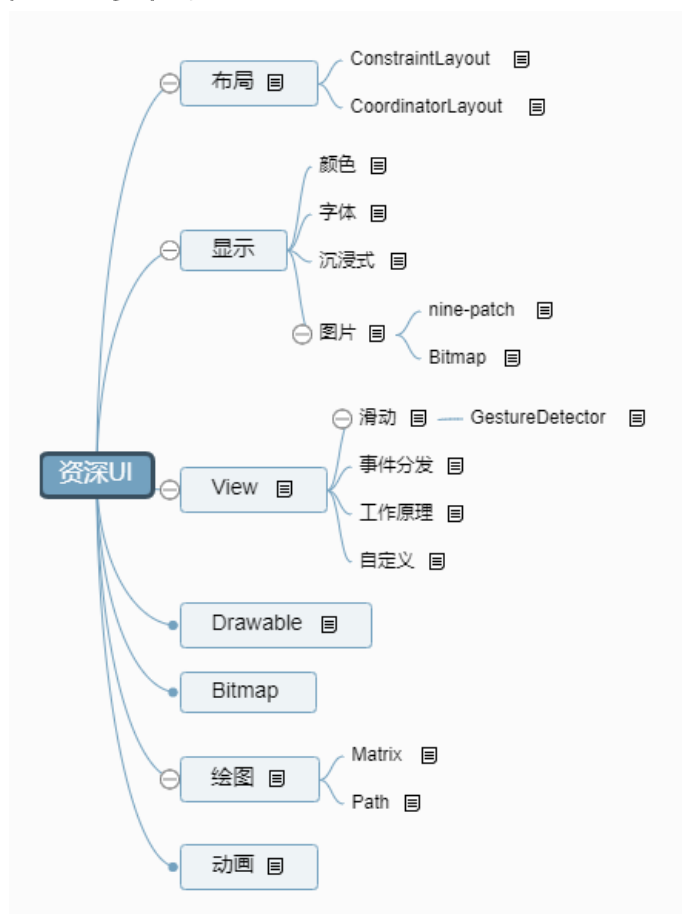 资深UI
布局
ConstraintLayout
CoordinatorLayout
显示
颜色
字体
沉浸式
图片
nine-patch
Bitmap
View
滑动
GestureDetector
事件分发
工作原理
自定义
Drawable
Bitmap
绘图
Matrix
Path
动画